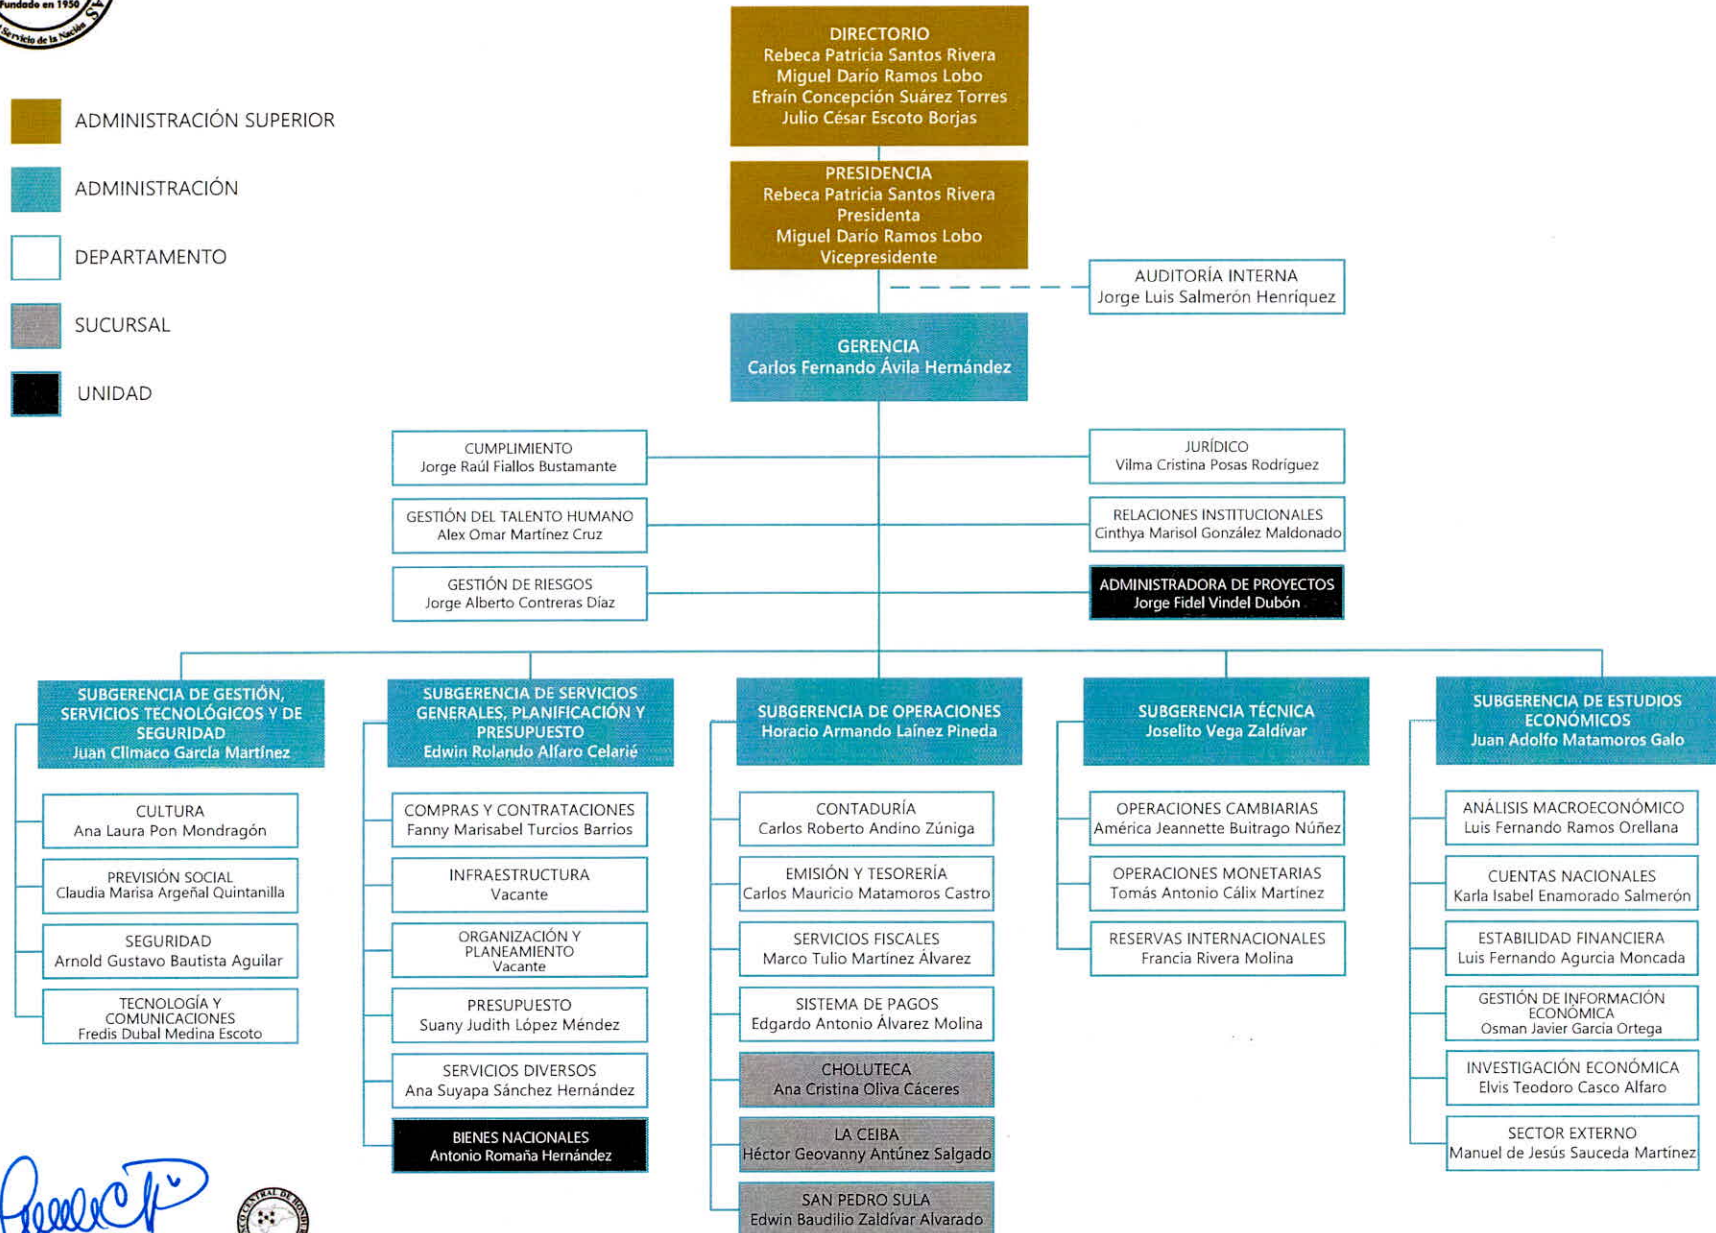 Fundado en 1950
Servicio de la Nación
ADMINISTRACIÓN SUPERIOR
ADMINISTRACIÓN
DEPARTAMENTO
SUCURSAL
UNIDAD
DIRECTORIO
Rebeca Patricia Santos Rivera
Miguel Darío Ramos Lobo
Efraín Concepción Suárez Torres
Julio César Escoto Borjas
PRESIDENCIA
Rebeca Patricia Santos Rivera
Presidenta
Miguel Darío Ramos Lobo
Vicepresidente
AUDITORÍA INTERNA
Jorge Luis Salmerón Henríquez
GERENCIA
Carlos Fernando Ávila Hernández
CUMPLIMIENTO
Jorge Raúl Fiallos Bustamante
JURÍDICO
Vilma Cristina Posas Rodríguez
GESTIÓN DEL TALENTO HUMANO
Alex Omar Martínez Cruz
RELACIONES INSTITUCIONALES
Cinthya Marisol González Maldonado
GESTIÓN DE RIESGOS
Jorge Alberto Contreras Díaz
ADMINISTRADORA DE PROYECTOS
Jorge Fidel Vindel Dubón
SUBGERENCIA DE GESTIÓN,
SERVICIOS TECNOLÓGICOS Y DE
SEGURIDAD
Juan Climaco García Martínez
CULTURA
Ana Laura Pon Mondragón
PREVISIÓN SOCIAL
Claudia Marisa Argeñal Quintanilla
SEGURIDAD
Arnold Gustavo Bautista Aguilar
TECNOLOGÍA Y
COMUNICACIONES
Fredis Dubal Medina Escoto
SUBGERENCIA DE SERVICIOS
GENERALES, PLANIFICACIÓN Y
PRESUPUESTO
Edwin Rolando Alfaro Celarié
COMPRAS Y CONTRATACIONES
Fanny Marisabel Turcios Barrios
INFRAESTRUCTURA
Vacante
ORGANIZACIÓN Y
PLANEAMIENTO
Vacante
PRESUPUESTO
Suany Judith López Méndez
SERVICIOS DIVERSOS
Ana Suyapa Sánchez Hernández
BIENES NACIONALES
Antonio Romaña Hernández
SUBGERENCIA DE OPERACIONES
Horacio Armando Laínez Pineda
CONTADURÍA
Carlos Roberto Andino Zúniga
EMISIÓN Y TESORERÍA
Carlos Mauricio Matamoros Castro
SERVICIOS FISCALES
Marco Tulio Martínez Álvarez
SISTEMA DE PAGOS
Edgardo Antonio Álvarez Molina
CHOLUTECA
Ana Cristina Oliva Cáceres
LA CEIBA
Héctor Geovanny Antúnez Salgado
SAN PEDRO SULA
Edwin Baudilio Zaldívar Alvarado
SUBGERENCIA TÉCNICA
Joselito Vega Zaldívar
OPERACIONES CAMBIARIAS
América Jeannette Buitrago Núñez
OPERACIONES MONETARIAS
Tomás Antonio Cálix Martínez
RESERVAS INTERNACIONALES
Francia Rivera Molina
SUBGERENCIA DE ESTUDIOS
ECONÓMICOS
Juan Adolfo Matamoros Galo
ANÁLISIS MACROECONÓMICO
Luis Fernando Ramos Orellana
CUENTAS NACIONALES
Karla Isabel Enamorado Salmerón
ESTABILIDAD FINANCIERA
Luis Fernando Agurcia Moncada
GESTIÓN DE INFORMACIÓN
ECONÓMICA
Osman Javier García Ortega
INVESTIGACIÓN ECONÓMICA
Elvis Teodoro Casco Alfaro
SECTOR EXTERNO
Manuel de Jesús Sauceda Martínez
CENTRAL DE